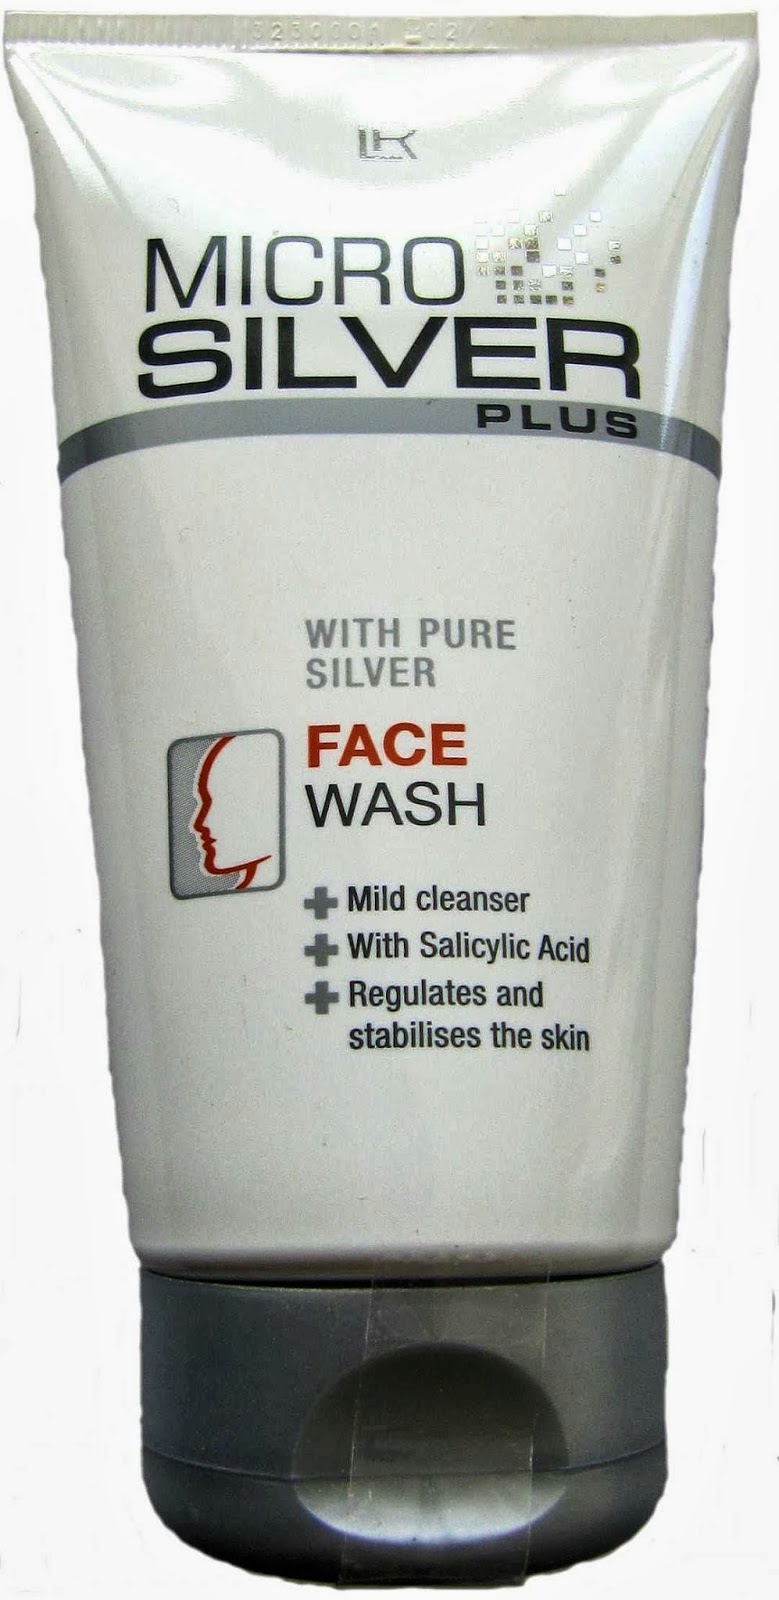 LR
MICRO
SILVER
PLUS
WITH PURE
SILVER
FACE
WASH
Mild cleanser
With Salicylic Acid
Regulates and
stabilises the skin